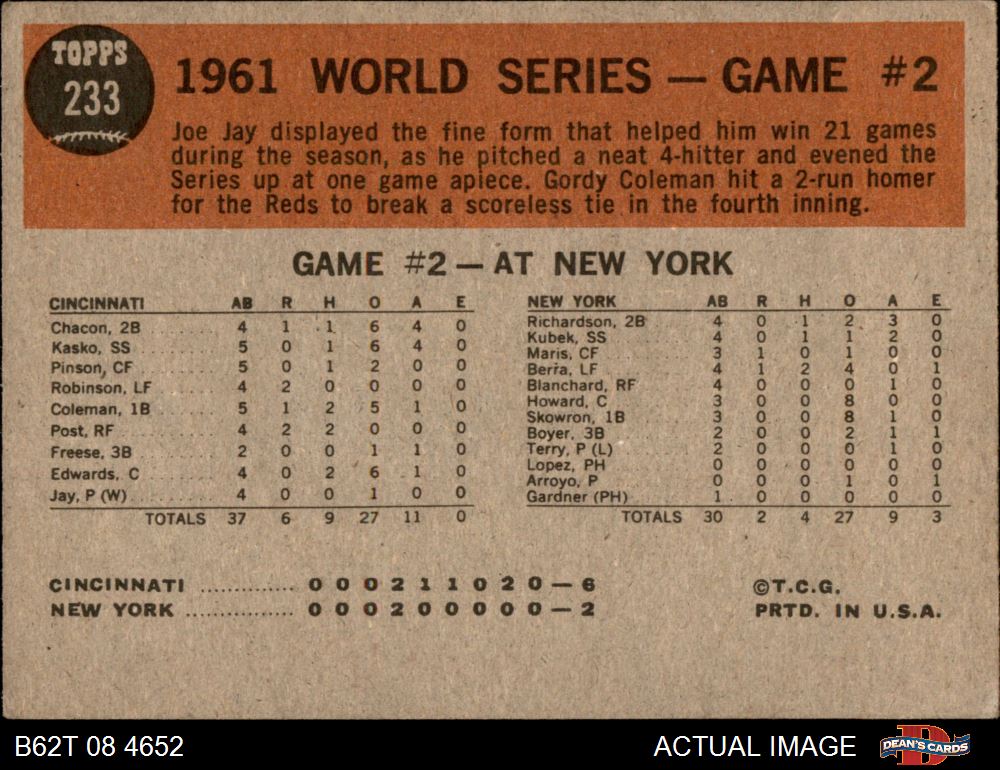 TOPPS
233
1961 WORLD SERIES — GAME #2
Joe Jay displayed the fine form that helped him win 21 games
during the season, as he pitched a neat 4-hitter and evened the
Series up at one game apiece. Gordy Coleman hit a 2-run homer
for the Reds to break a scoreless tie in the fourth inning.
GAME #2 — AT NEW YORK
CINCINNATI AB R H O A E
Chacon, 2B 4 1 1 6 4 0
Kasko, SS 5 0 1 6 4 0
Pinson, CF 5 0 1 2 0 0
Robinson, LF 4 2 0 0 0 0
Coleman, 1B 5 1 2 5 1 0
Post, RF 4 2 2 0 0 0
Freese, 3B 2 0 0 1 1 0
Edwards, C 4 0 2 6 1 0
Jay, P (W) 4 0 0 1 0 0
TOTALS 37 6 9 27 11 0
NEW YORK AB R H O A E
Richardson, 2B 4 0 1 2 3 0
Kubek, SS 4 0 1 1 2 0
Maris, CF 3 1 0 1 0 0
Berra, LF 4 1 2 4 0 1
Blanchard, RF 4 0 0 0 1 0
Howard, C 3 0 0 8 0 0
Skowron, 1B 3 0 0 8 1 0
Boyer, 3B 2 0 0 2 1 1
Terry, P (L) 2 0 0 0 1 0
Lopez, PH 0 0 0 0 0 0
Arroyo, P 0 0 0 1 0 1
Gardner (PH) 1 0 0 0 0 0
TOTALS 30 2 4 27 9 3
CINCINNATI ............. 0 0 0 2 1 1 0 2 0 — 6
NEW YORK ............... 0 0 0 2 0 0 0 0 0 — 2
©T.C.G.
PRTD. IN U.S.A.
B62T 08 4652
ACTUAL IMAGE
DEAN'S CARDS